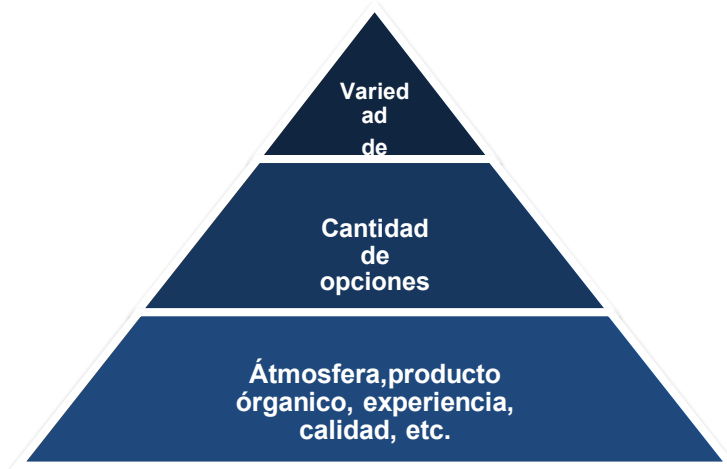 Varied
ad
de
Cantidad
de
opciones
Átmosfera,producto
órganico, experiencia,
calidad, etc.